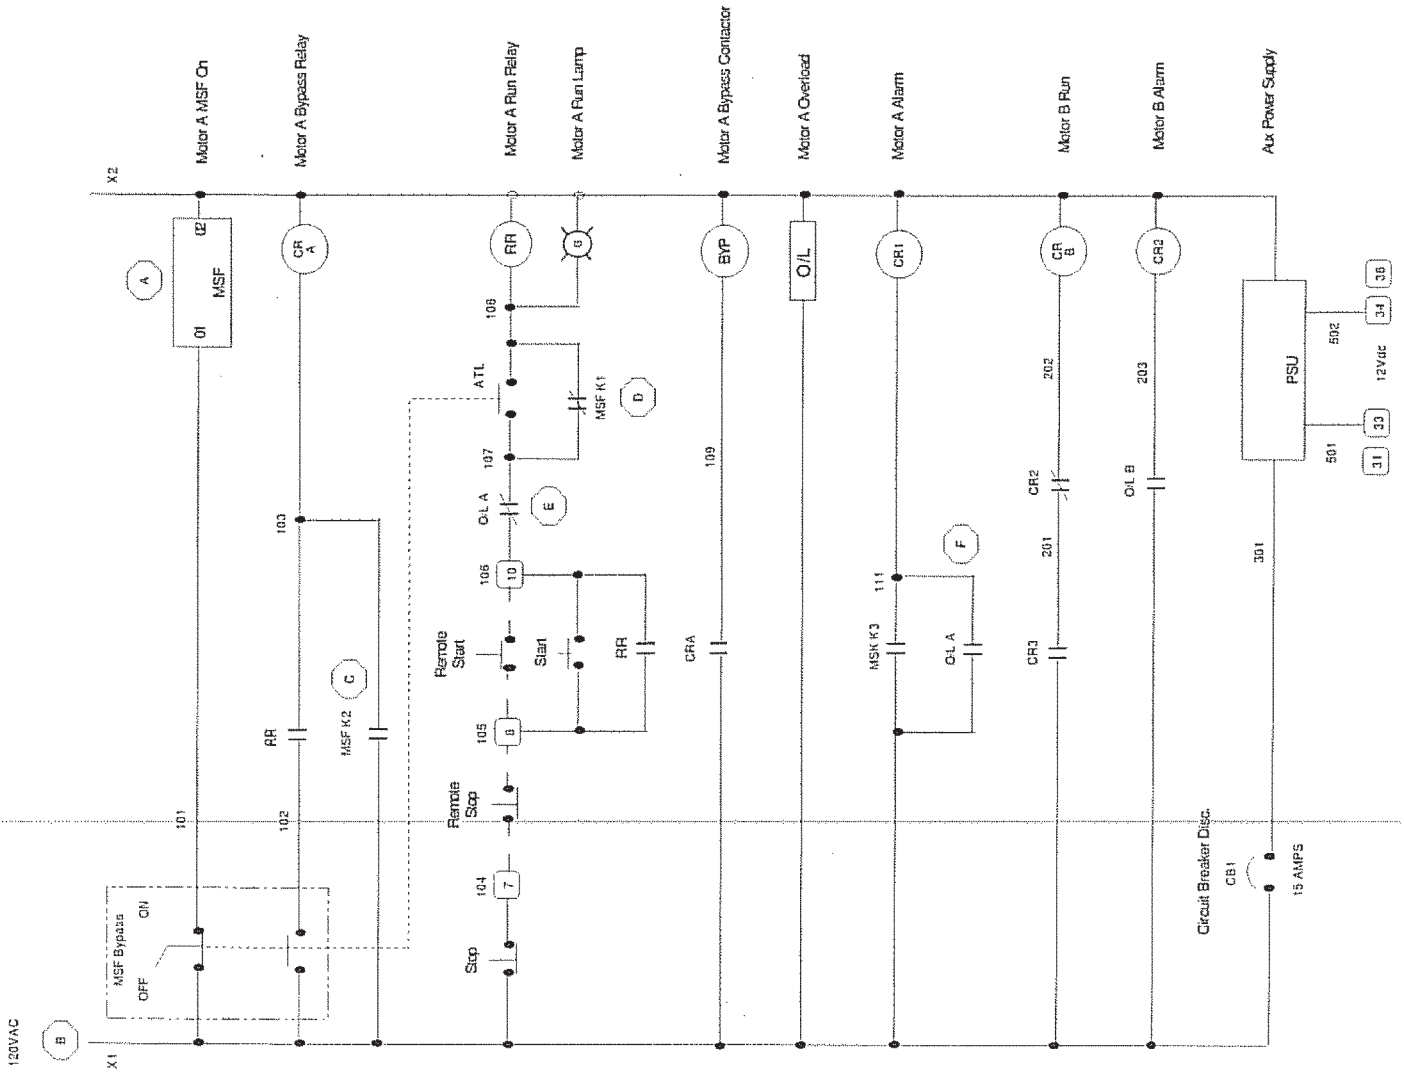 120VAC
B
X1
X2
MSF Bypass
OFF
ON
101
01
MSF
02
A
Motor A MSF On
102
RR
103
CR
A
Motor A Bypass Relay
MSF K2
C
Stop
104
7
Remote
Stop
105
8
Remote
Start
106
10
O/L A
E
107
ATL
108
RR
Motor A Run Relay
Start
RR
MSF K1
D
G
Motor A Run Lamp
CRA
109
BYP
Motor A Bypass Contactor
O/L
Motor A Overload
MSK K3
111
CR1
Motor A Alarm
O/L A
F
CR3
201
CR2
202
CR
B
Motor B Run
O/L B
203
CR2
Motor B Alarm
Circuit Breaker Disc.
CB1
15 AMPS
301
PSU
Aux Power Supply
501
502
31
33
12Vdc
34
36